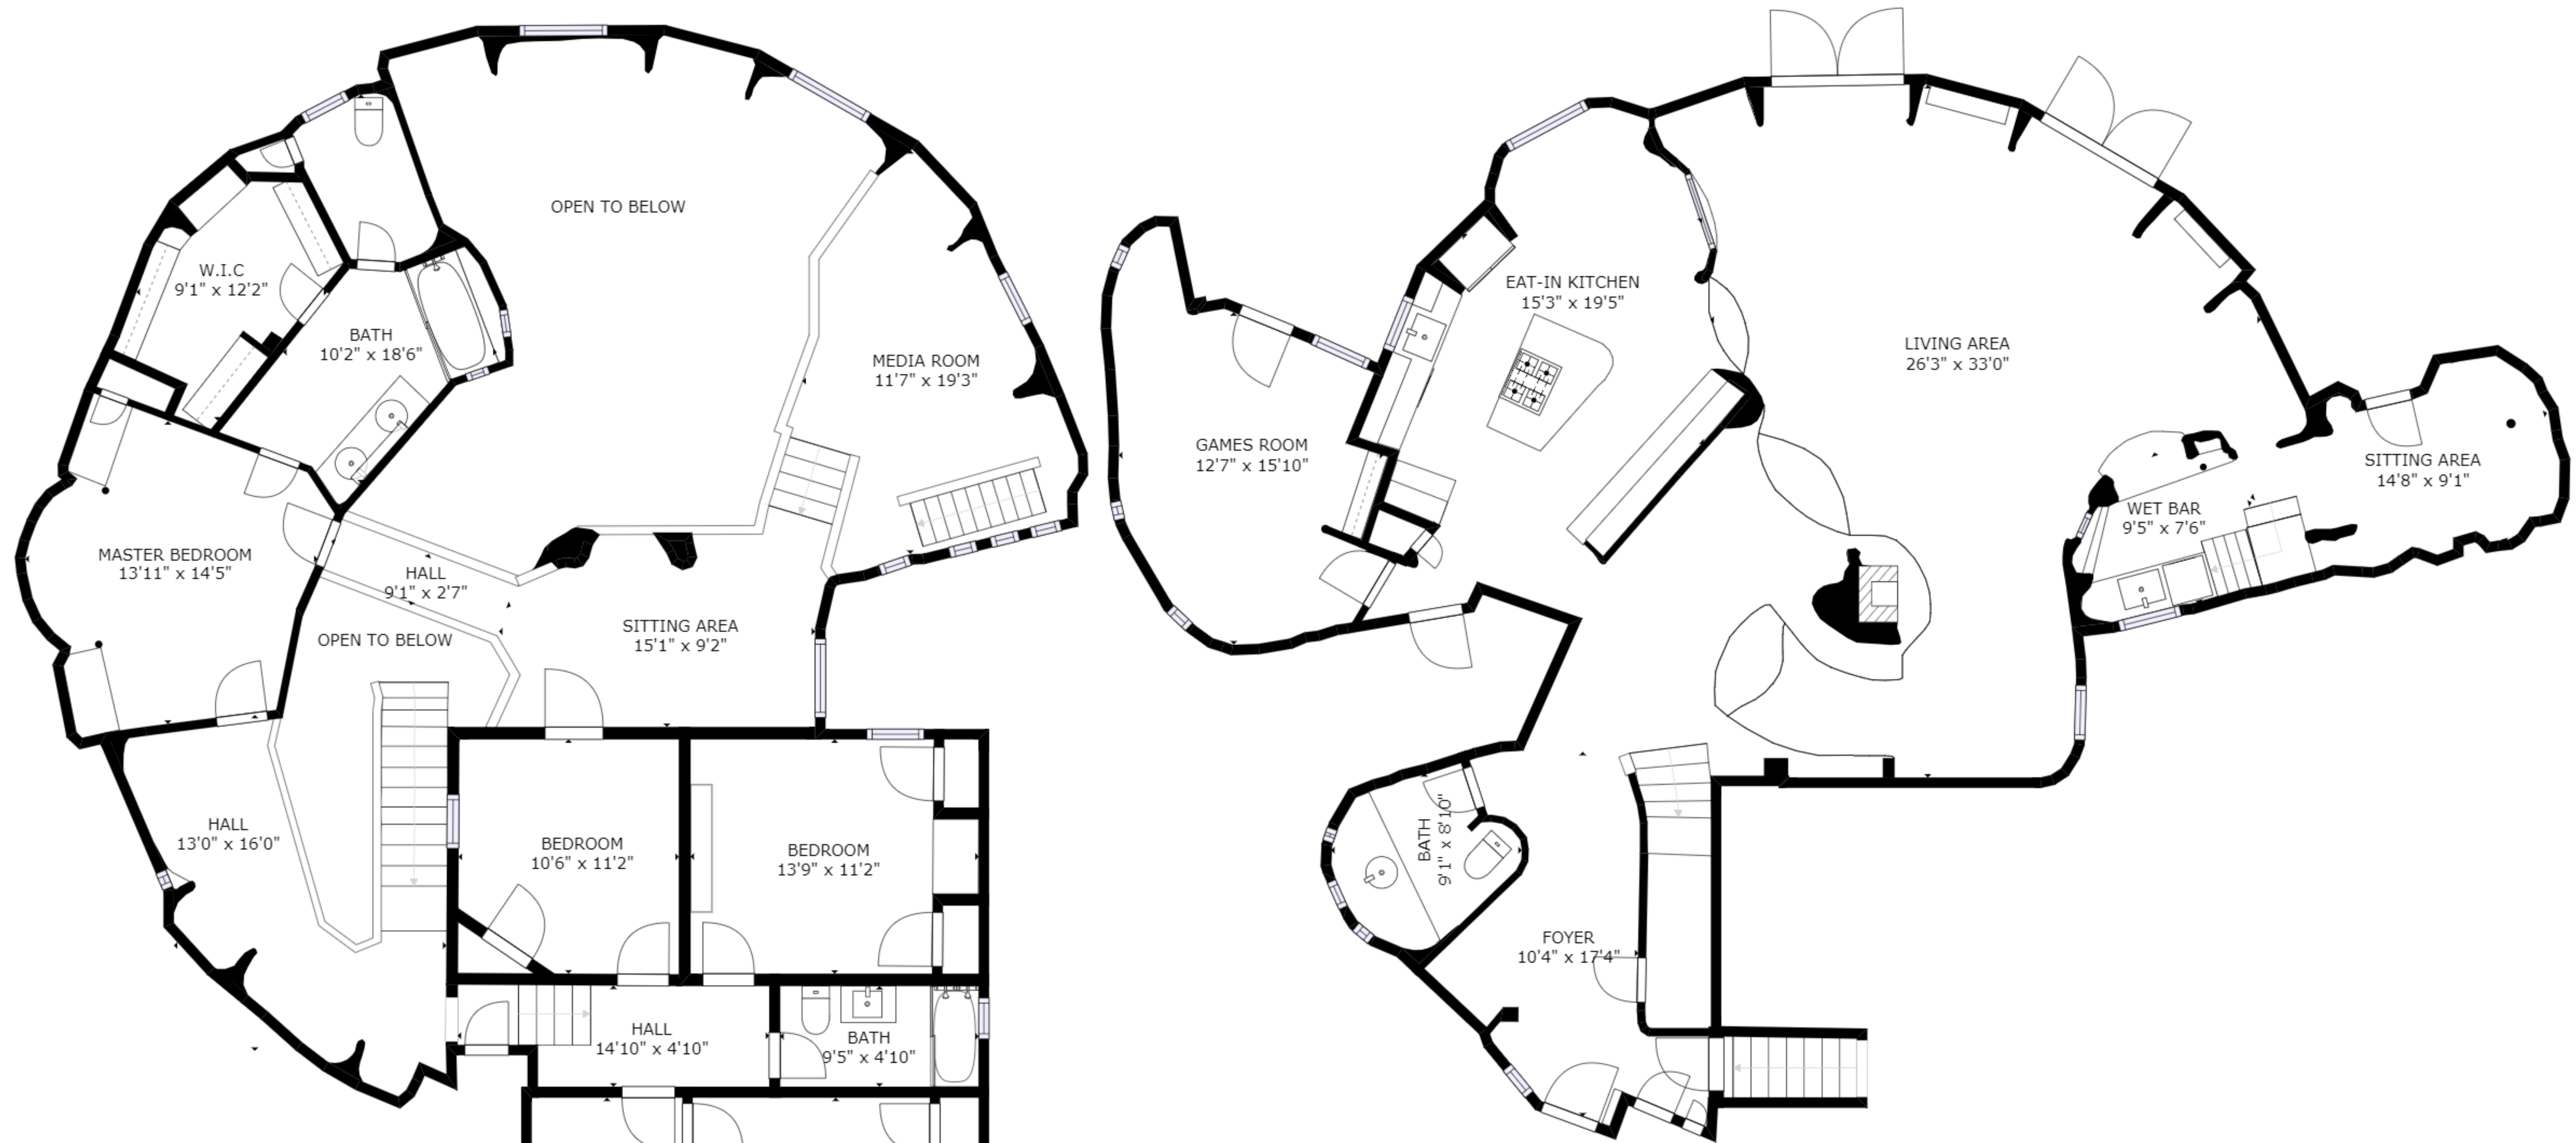 OPEN TO BELOW
W.I.C
9'1" x 12'2"
BATH
10'2" x 18'6"
MEDIA ROOM
11'7" x 19'3"
MASTER BEDROOM
13'11" x 14'5"
HALL
9'1" x 2'7"
OPEN TO BELOW
SITTING AREA
15'1" x 9'2"
HALL
13'0" x 16'0"
BEDROOM
10'6" x 11'2"
BEDROOM
13'9" x 11'2"
HALL
14'10" x 4'10"
BATH
9'5" x 4'10"
EAT-IN KITCHEN
15'3" x 19'5"
LIVING AREA
26'3" x 33'0"
GAMES ROOM
12'7" x 15'10"
SITTING AREA
14'8" x 9'1"
WET BAR
9'5" x 7'6"
BATH
9'1" x 8'10"
FOYER
10'4" x 17'4"